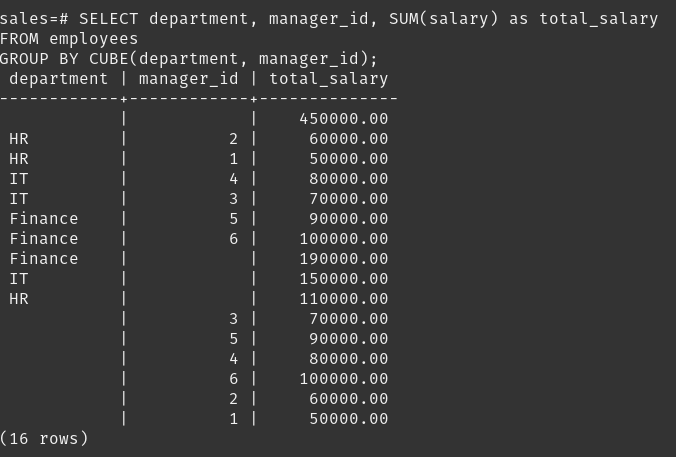 sales=# SELECT department, manager_id, SUM(salary) as total_salary
FROM employees
GROUP BY CUBE(department, manager_id);
 department | manager_id | total_salary
------------+------------+--------------
            |            |    450000.00
 HR         |          2 |     60000.00
 HR         |          1 |     50000.00
 IT         |          4 |     80000.00
 IT         |          3 |     70000.00
 Finance    |          5 |     90000.00
 Finance    |          6 |    100000.00
 Finance    |            |    190000.00
 IT         |            |    150000.00
 HR         |            |    110000.00
            |          3 |     70000.00
            |          5 |     90000.00
            |          4 |     80000.00
            |          6 |    100000.00
            |          2 |     60000.00
            |          1 |     50000.00
(16 rows)